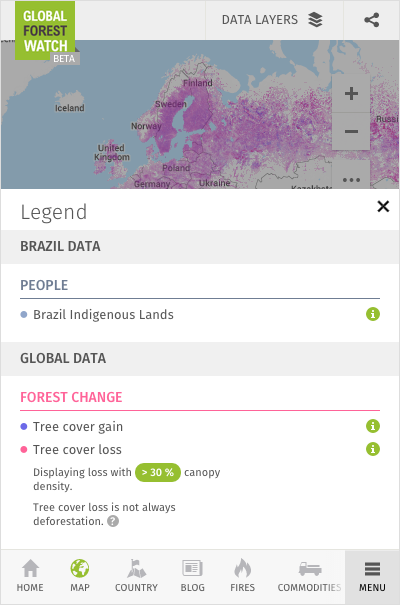 GLOBAL
FOREST
WATCH
BETA
DATA LAYERS
Finland
Iceland
Sweden
Norway
Russi
United
Kingdom
Poland
Germany
Ukraine
Kazakhsta
Legend
BRAZIL DATA
PEOPLE
Brazil Indigenous Lands
GLOBAL DATA
FOREST CHANGE
Tree cover gain
Tree cover loss
Displaying loss with > 30 % canopy
density.
Tree cover loss is not always
deforestation. ?
HOME MAP COUNTRY BLOG FIRES COMMODITIES MENU